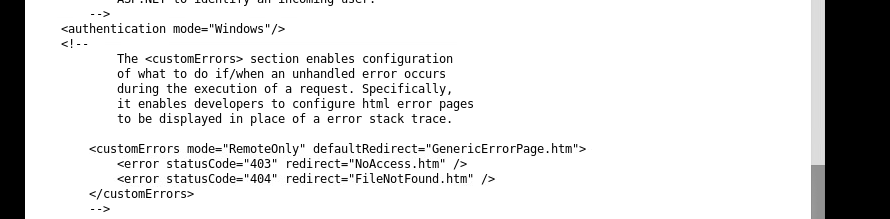 ASP.NET to identify an incoming user.
-->
<authentication mode="Windows"/>
<!--
The <customErrors> section enables configuration
of what to do if/when an unhandled error occurs
during the execution of a request. Specifically,
it enables developers to configure html error pages
to be displayed in place of a error stack trace.
<customErrors mode="RemoteOnly" defaultRedirect="GenericErrorPage.htm">
<error statusCode="403" redirect="NoAccess.htm" />
<error statusCode="404" redirect="FileNotFound.htm" />
</customErrors>
-->